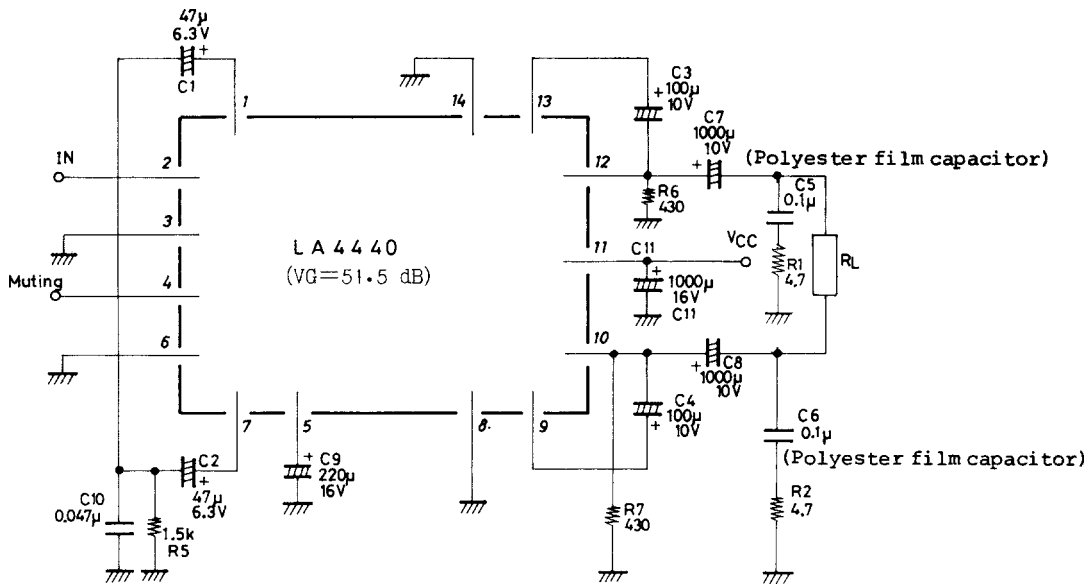 47μ
6.3V
+
C1
1
14
13
+
C3
100μ
10V
C7
1000μ
10V
+
(Polyester film capacitor)
IN
2
12
R6
430
C5
0.1μ
3
LA4440
(VG=51.5 dB)
11
C11
VCC
R1
4.7
RL
Muting
4
+
1000μ
16V
C11
6
10
+
C8
1000μ
10V
C4
100μ
10V
+
7
5
8.
9
C6
0.1μ
(Polyester film capacitor)
C2
+
47μ
6.3V
+
C9
220μ
16V
C10
0.047μ
1.5k
R5
R7
430
R2
4.7